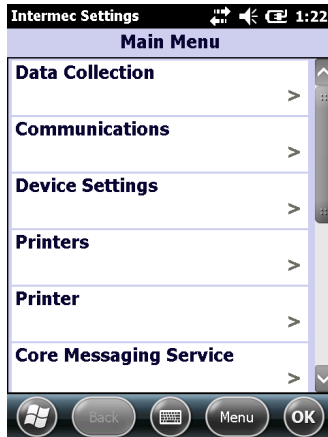 Intermec Settings 1:22
Main Menu
Data Collection
>
Communications
>
Device Settings
>
Printers
>
Printer
>
Core Messaging Service
>
Back Menu OK